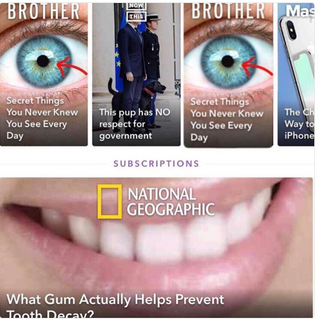 BROTHER
NOW
THIS
BROTHER
Mas
Secret Things
You Never Knew
You See Every
Day
This pup has NO
respect for
government
Secret Things
You Never Knew
You See Every
Day
The Ch
Way to
iPhone
SUBSCRIPTIONS
NATIONAL
GEOGRAPHIC
What Gum Actually Helps Prevent
Tooth Decay?